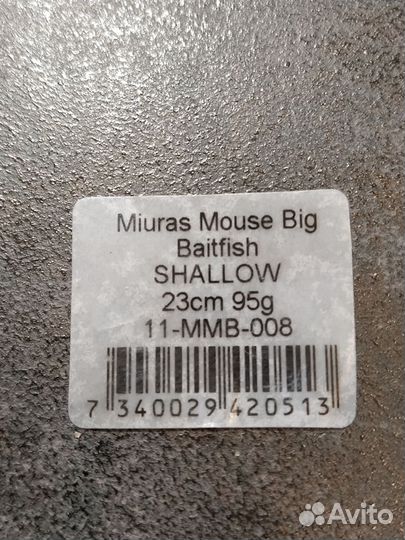 Miuras Mouse Big
Baitfish
SHALLOW
23cm 95g
11-MMB-008
7 340029 420513
Avito